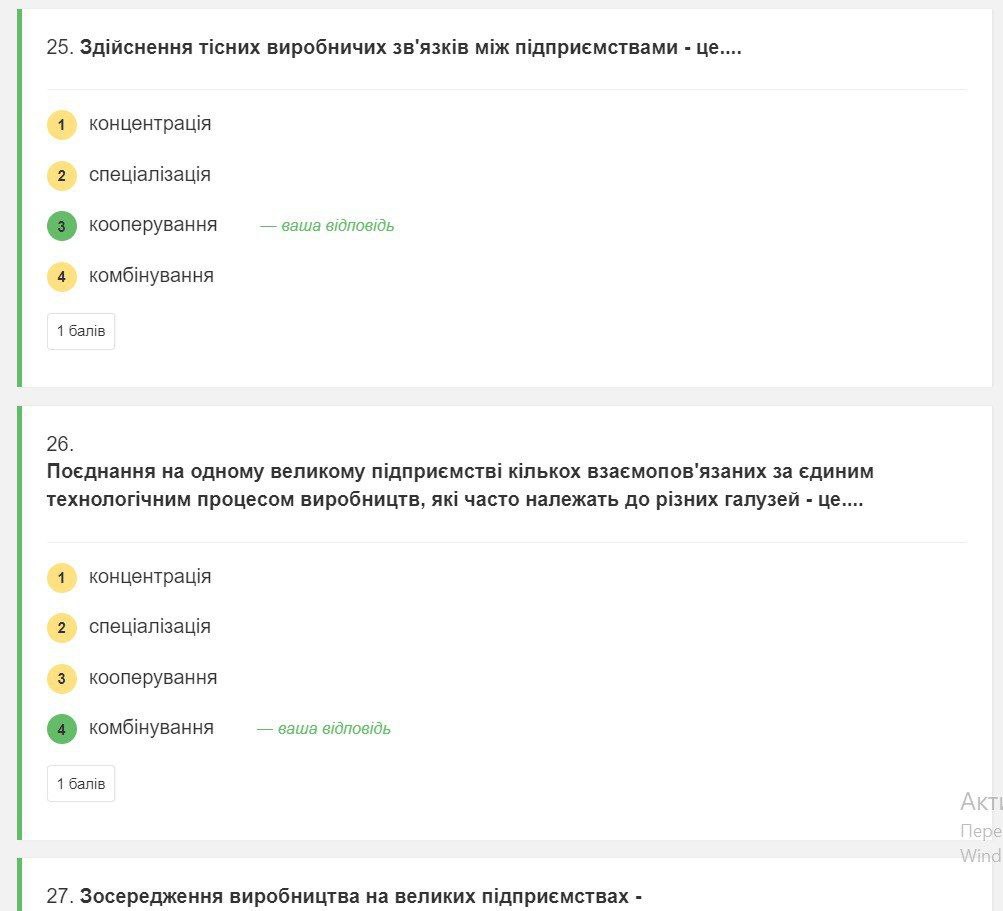 25. Здійснення тісних виробничих зв'язків між підприємствами - це....
1 концентрація
2 спеціалізація
3 кооперування — ваша відповідь
4 комбінування
1 балів
26.
Поєднання на одному великому підприємстві кількох взаємопов'язаних за єдиним
технологічним процесом виробництв, які часто належать до різних галузей - це....
1 концентрація
2 спеціалізація
3 кооперування
4 комбінування — ваша відповідь
1 балів
Акти
Пере
Wind
27. Зосередження виробництва на великих підприємствах -